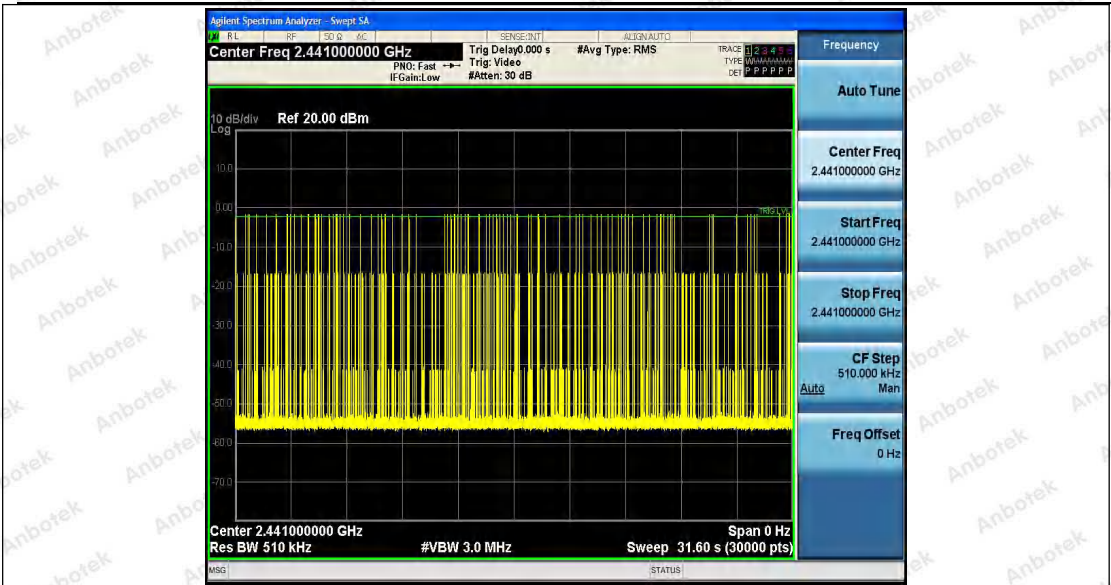 Agilent Spectrum Analyzer - Swept SA
RL RF 50 Ω AC SENSE:INT ALIGN AUTO
Center Freq 2.441000000 GHz
PNO: Fast
IFGain:Low
Trig Delay0.000 s
Trig: Video
#Atten: 30 dB
#Avg Type: RMS
TRACE 1 2 3 4 5 6
TYPE
DET P P P P P P
10 dB/div Ref 20.00 dBm
Log
10.0
0.00
TRIG LVL
-10.0
-20.0
-30.0
-40.0
-50.0
-60.0
-70.0
Center 2.441000000 GHz Span 0 Hz
Res BW 510 kHz #VBW 3.0 MHz Sweep 31.60 s (30000 pts)
MSG STATUS
Frequency
Auto Tune
Center Freq
2.441000000 GHz
Start Freq
2.441000000 GHz
Stop Freq
2.441000000 GHz
CF Step
510.000 kHz
Auto Man
Freq Offset
0 Hz
Anbotek